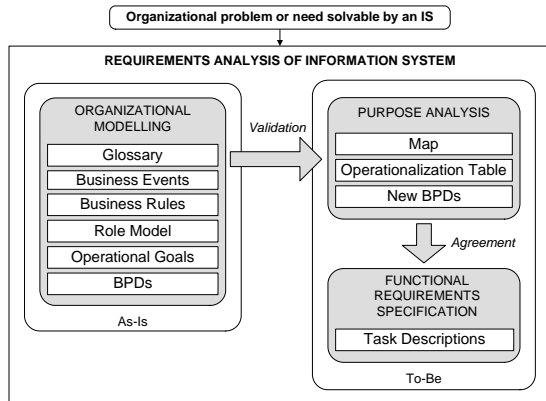 Organizational problem or need solvable by an IS
REQUIREMENTS ANALYSIS OF INFORMATION SYSTEM
ORGANIZATIONAL
MODELLING
Glossary
Business Events
Business Rules
Role Model
Operational Goals
BPDs
As-Is
Validation
PURPOSE ANALYSIS
Map
Operationalization Table
New BPDs
Agreement
FUNCTIONAL
REQUIREMENTS
SPECIFICATION
Task Descriptions
To-Be